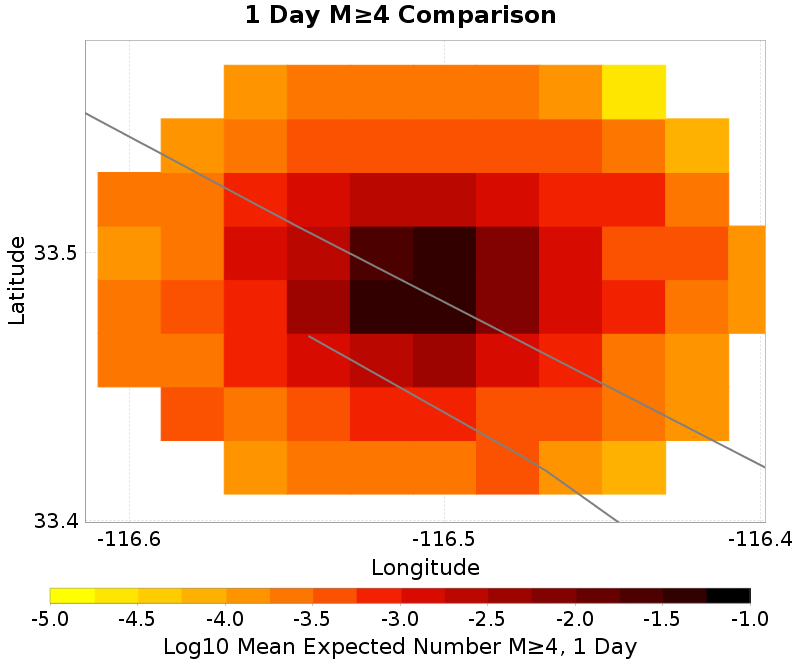 1 Day M≥4 Comparison
Latitude
33.5
33.4
-116.6 -116.5 -116.4
Longitude
-5.0 -4.5 -4.0 -3.5 -3.0 -2.5 -2.0 -1.5 -1.0
Log10 Mean Expected Number M≥4, 1 Day